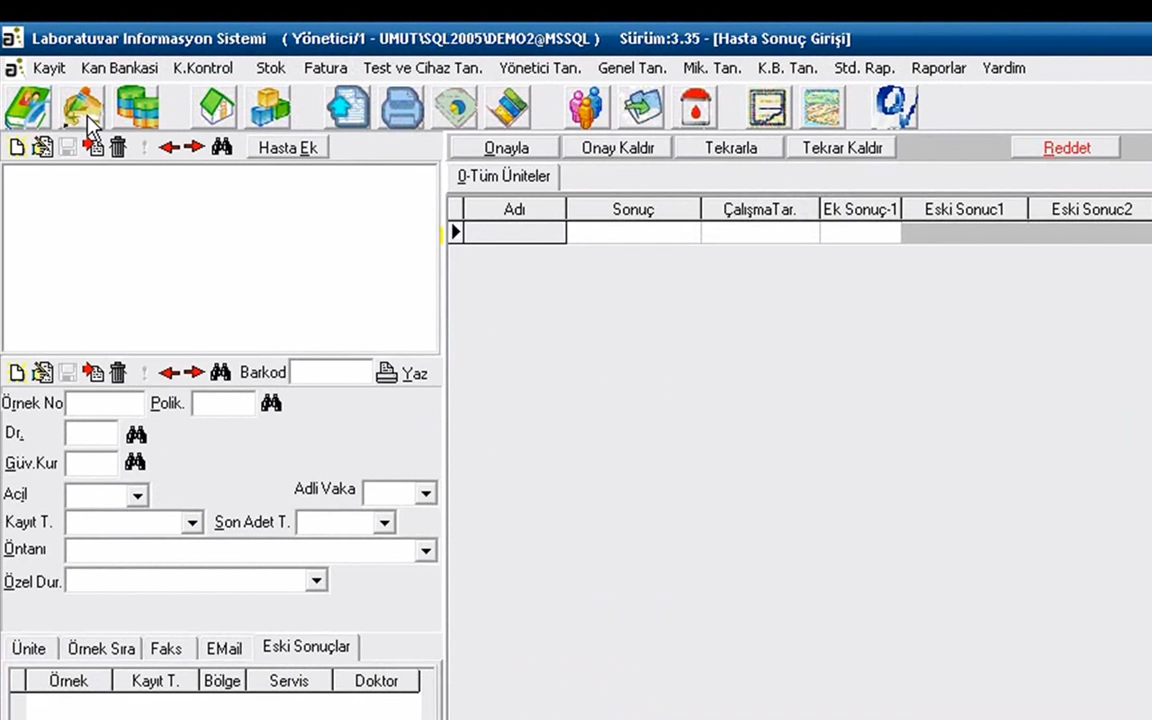 Laboratuvar Informasyon Sistemi ( Yönetici/1 - UMUT\SQL2005\DEMO2@MSSQL ) Sürüm:3.35 - [Hasta Sonuç Girişi]
Kayit Kan Bankası K.Kontrol Stok Fatura Test ve Cihaz Tan. Yönetici Tan. Genel Tan. Mik. Tan. K.B. Tan. Std. Rap. Raporlar Yardim
Hasta Ek
Onayla Onay Kaldır Tekrarla Tekrar Kaldır Reddet
0-Tüm Üniteler
Adı Sonuç ÇalışmaTar. Ek Sonuç-1 Eski Sonuc1 Eski Sonuc2
Barkod Yaz
Örnek No Polik.
Dr.
Güv.Kur
Acil Adli Vaka
Kayıt T. Son Adet T.
Öntanı
Özel Dur.
Ünite Örnek Sıra Faks EMail Eski Sonuçlar
Örnek Kayıt T. Bölge Servis Doktor